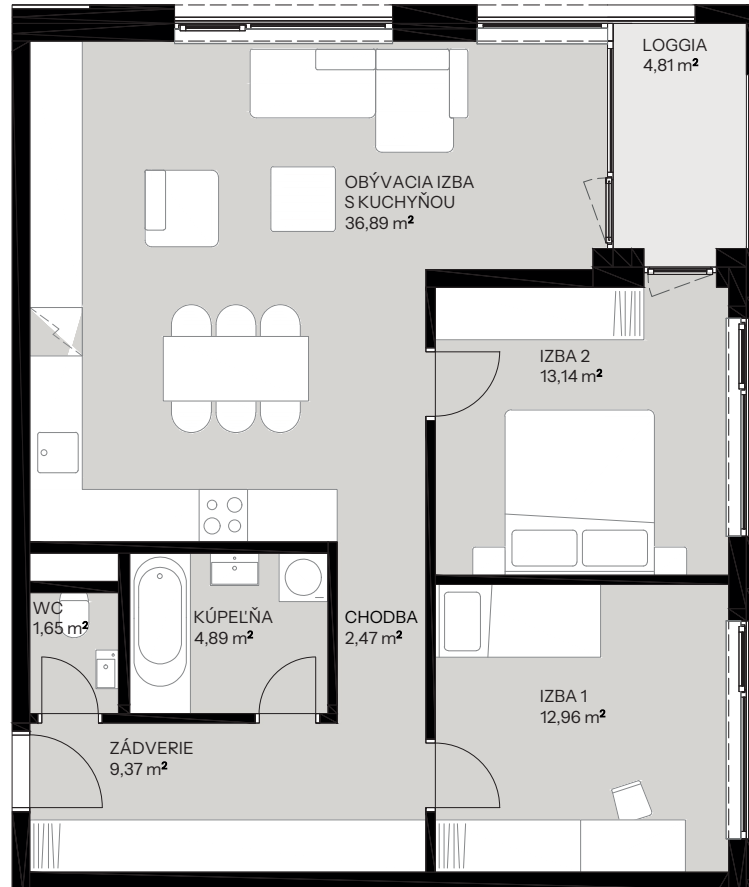 LOGGIA
4,81 m²
OBÝVACIA IZBA
S KUCHYŇOU
36,89 m²
IZBA 2
13,14 m²
WC
1,65 m²
KÚPEĽŇA
4,89 m²
CHODBA
2,47 m²
IZBA 1
12,96 m²
ZÁDVERIE
9,37 m²